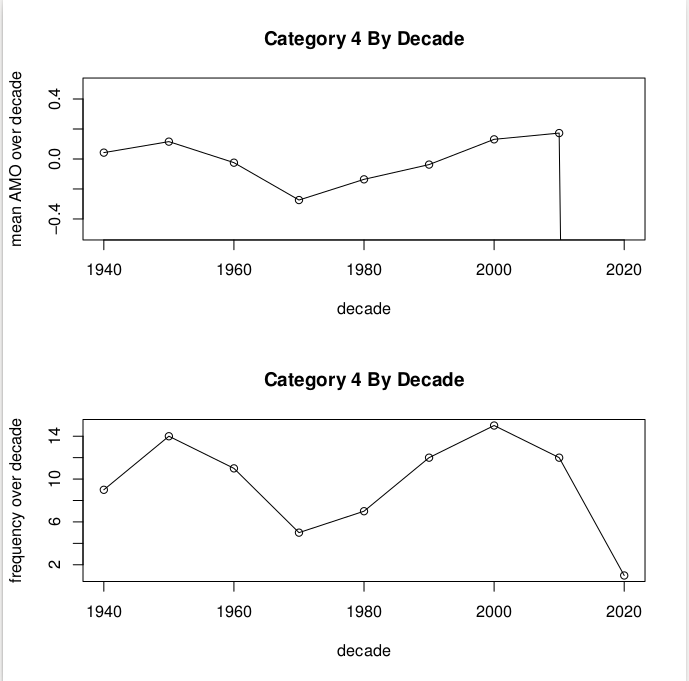 Category 4 By Decade
mean AMO over decade
0.4
0.0
−0.4
1940 1960 1980 2000 2020
decade
Category 4 By Decade
frequency over decade
14
10
6
2
1940 1960 1980 2000 2020
decade